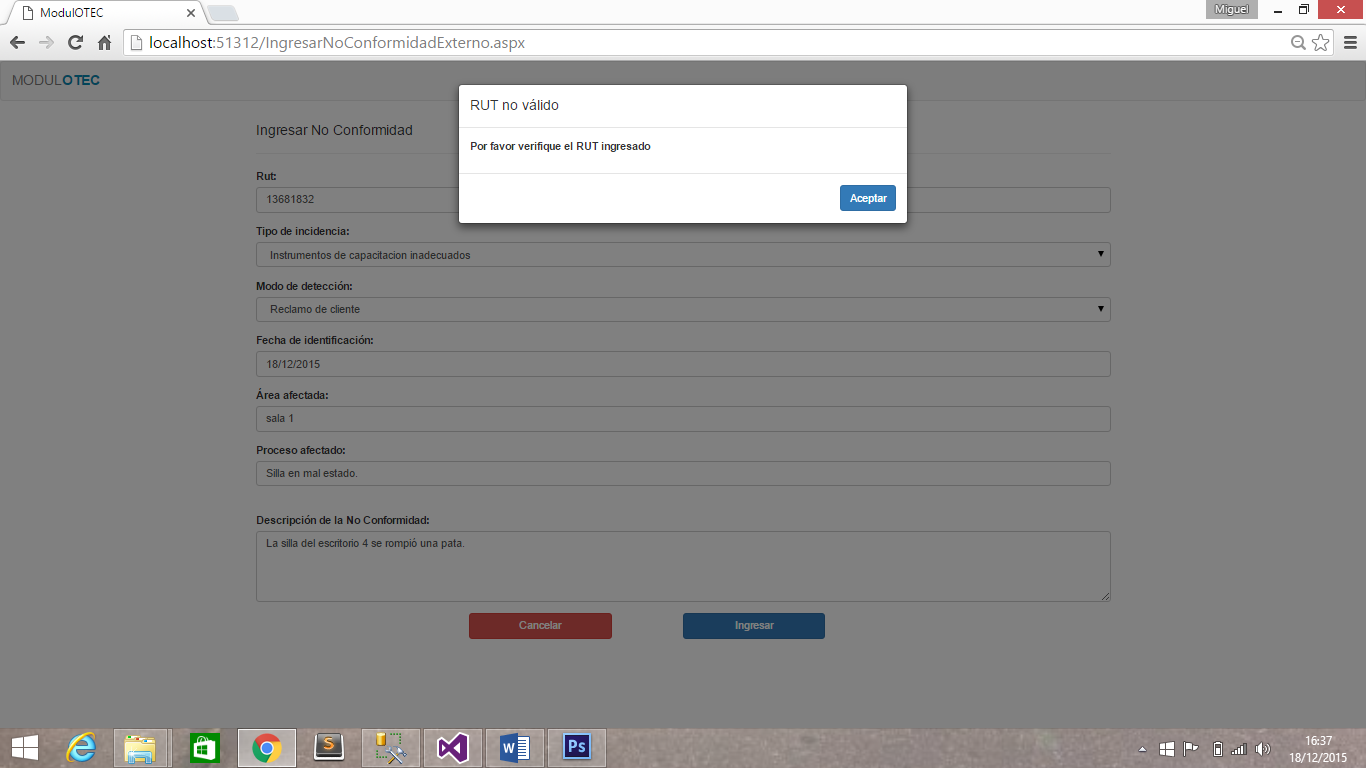 ModulOTEC
Miguel
localhost:51312/IngresarNoConformidadExterno.aspx
MODULOTEC
RUT no válido
Por favor verifique el RUT ingresado
Aceptar
Ingresar No Conformidad
Rut:
13681832
Tipo de incidencia:
Instrumentos de capacitacion inadecuados
Modo de detección:
Reclamo de cliente
Fecha de identificación:
18/12/2015
Área afectada:
sala 1
Proceso afectado:
Silla en mal estado.
Descripción de la No Conformidad:
La silla del escritorio 4 se rompió una pata.
Cancelar
Ingresar
16:37
18/12/2015